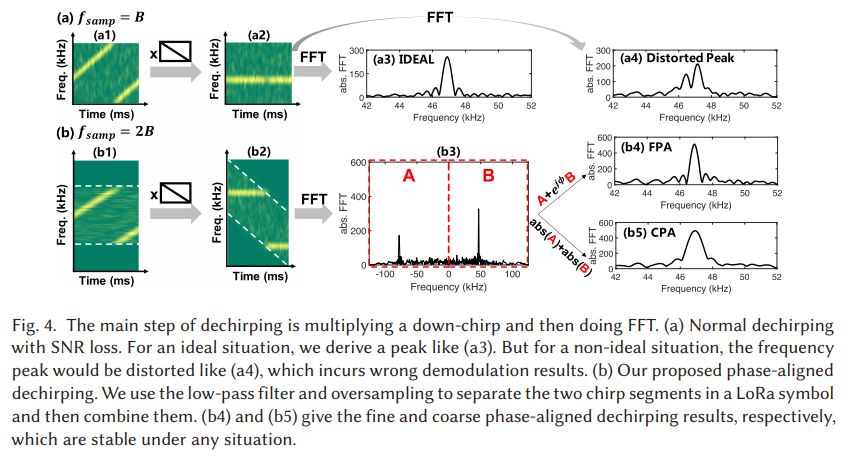 (a) f_samp = B
(a1)
Freq. (kHz)
Time (ms)
x
(a2)
Time (ms)
FFT
FFT
(a3) IDEAL
abs. FFT
300
150
0
42 44 46 48 50 52
Frequency (kHz)
(a4) Distorted Peak
abs. FFT
300
200
100
0
42 44 46 48 50 52
Frequency (kHz)
(b) f_samp = 2B
(b1)
Freq. (kHz)
Time (ms)
x
(b2)
Freq. (kHz)
Time (ms)
FFT
(b3)
A
B
abs. FFT
600
400
200
0
-100 -50 0 50 100
Frequency (kHz)
A+e^jϕB
abs(A)+abs(B)
(b4) FPA
abs. FFT
600
400
200
0
42 44 46 48 50 52
Frequency (kHz)
(b5) CPA
abs. FFT
600
400
200
0
42 44 46 48 50 52
Frequency (kHz)
Fig. 4. The main step of dechirping is multiplying a down-chirp and then doing FFT. (a) Normal dechirping
with SNR loss. For an ideal situation, we derive a peak like (a3). But for a non-ideal situation, the frequency
peak would be distorted like (a4), which incurs wrong demodulation results. (b) Our proposed phase-aligned
dechirping. We use the low-pass filter and oversampling to separate the two chirp segments in a LoRa symbol
and then combine them. (b4) and (b5) give the fine and coarse phase-aligned dechirping results, respectively,
which are stable under any situation.